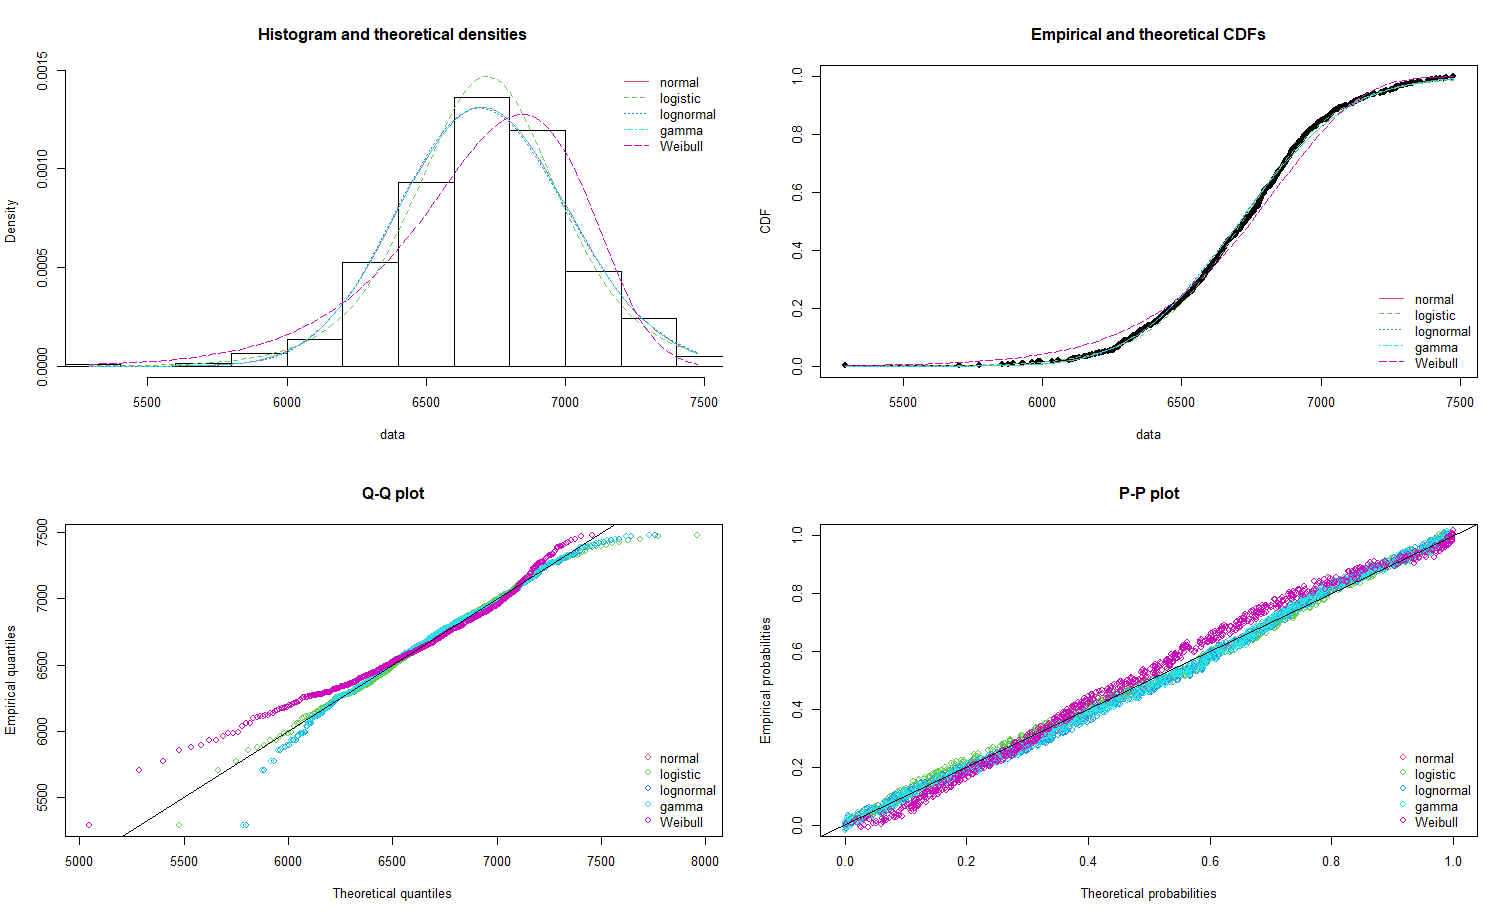 Histogram and theoretical densities
Density
0.0000 0.0005 0.0010 0.0015
normal
logistic
lognormal
gamma
Weibull
5500 6000 6500 7000 7500
data
Empirical and theoretical CDFs
CDF
0.0 0.2 0.4 0.6 0.8 1.0
normal
logistic
lognormal
gamma
Weibull
5500 6000 6500 7000 7500
data
Q-Q plot
Empirical quantiles
5500 6000 6500 7000 7500
normal
logistic
lognormal
gamma
Weibull
5000 5500 6000 6500 7000 7500 8000
Theoretical quantiles
P-P plot
Empirical probabilities
0.0 0.2 0.4 0.6 0.8 1.0
normal
logistic
lognormal
gamma
Weibull
0.0 0.2 0.4 0.6 0.8 1.0
Theoretical probabilities